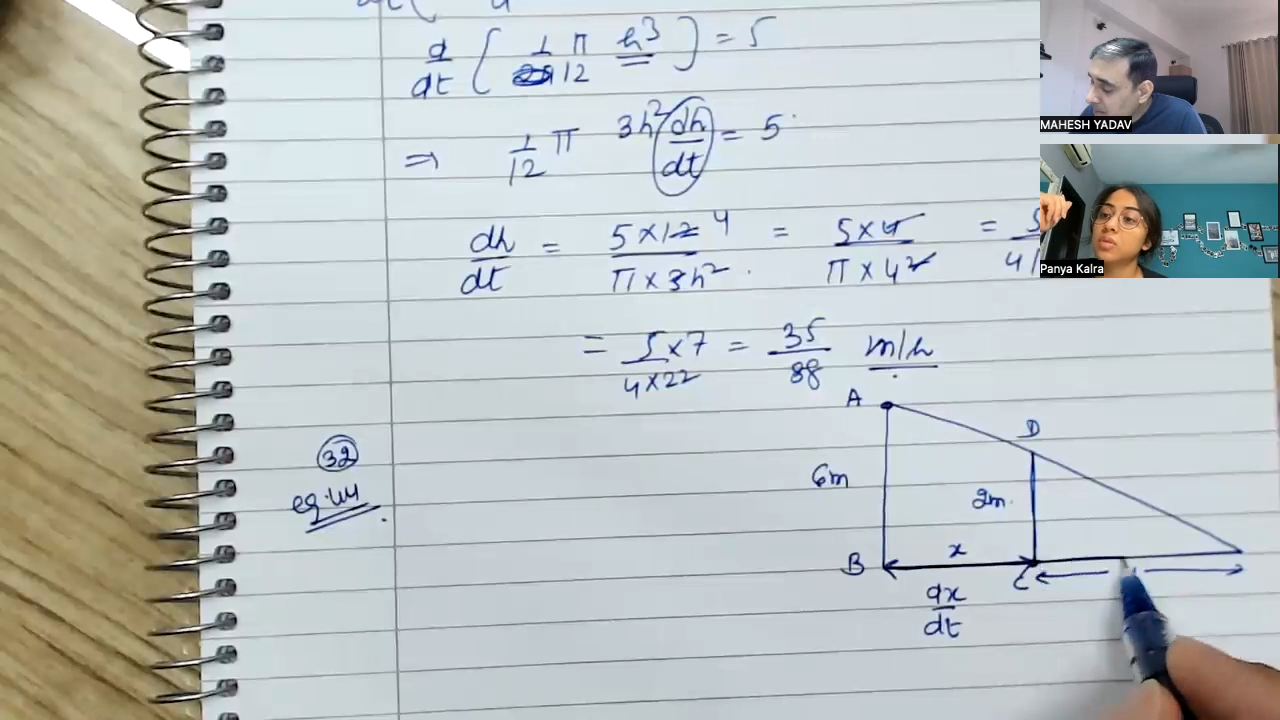 d/dt ( 1/12 π h³ ) = 5
⇒ 1/12 π 3h² dh/dt = 5
dh/dt = 5×12 4 / π×3h² = 5×4 / π×4² =
= 5×7 / 4×22 = 35/88 m/h
A
D
32
6m
2m
eg. 44
x
B
C
dx/dt
MAHESH YADAV
Panya Kalra